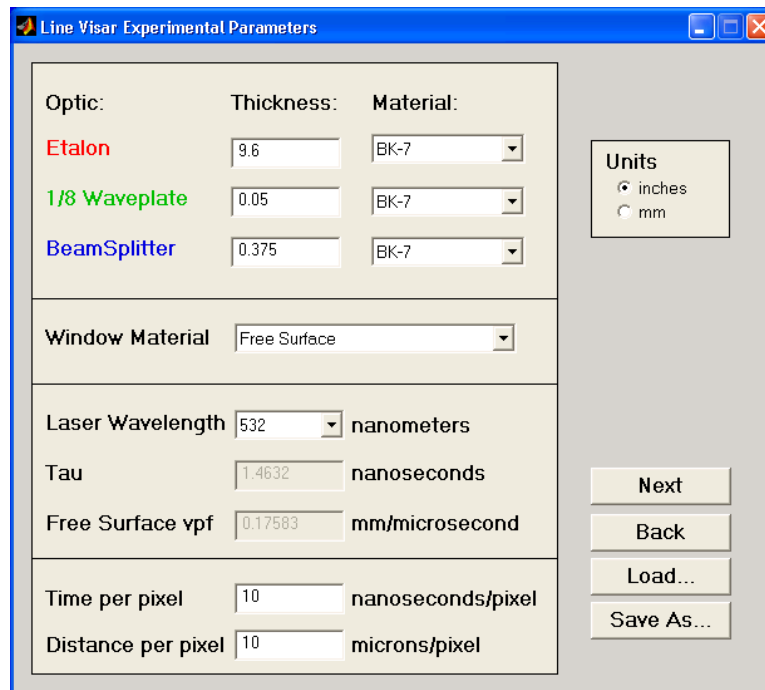 Line Visar Experimental Parameters
Optic: Thickness: Material:
Etalon 9.6 BK-7
1/8 Waveplate 0.05 BK-7
BeamSplitter 0.375 BK-7
Units
inches
mm
Window Material Free Surface
Laser Wavelength 532 nanometers
Tau 1.4632 nanoseconds
Free Surface vpf 0.17583 mm/microsecond
Time per pixel 10 nanoseconds/pixel
Distance per pixel 10 microns/pixel
Next
Back
Load...
Save As...